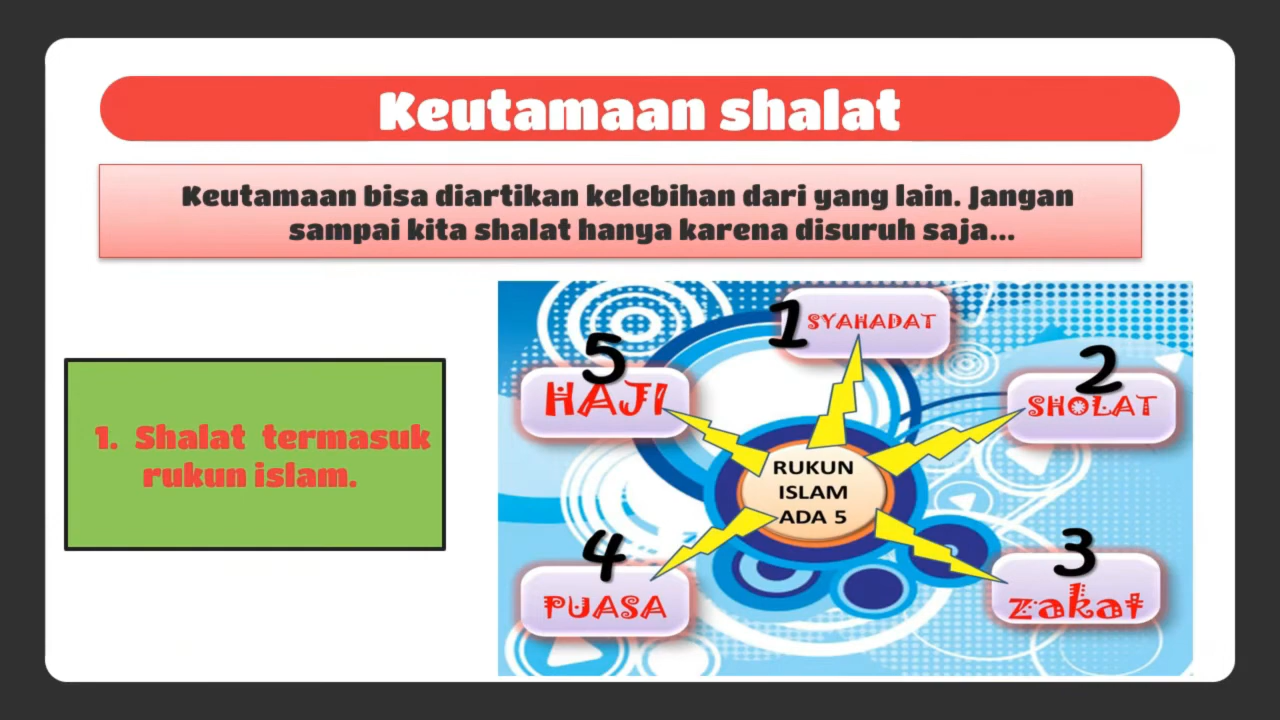 Keutamaan shalat
Keutamaan bisa diartikan kelebihan dari yang lain. Jangan
sampai kita shalat hanya karena disuruh saja...
1. Shalat termasuk
rukun islam.
1 SYAHADAT
2
SHOLAT
3
zakat
4
PUASA
5
HAJI
RUKUN
ISLAM
ADA 5